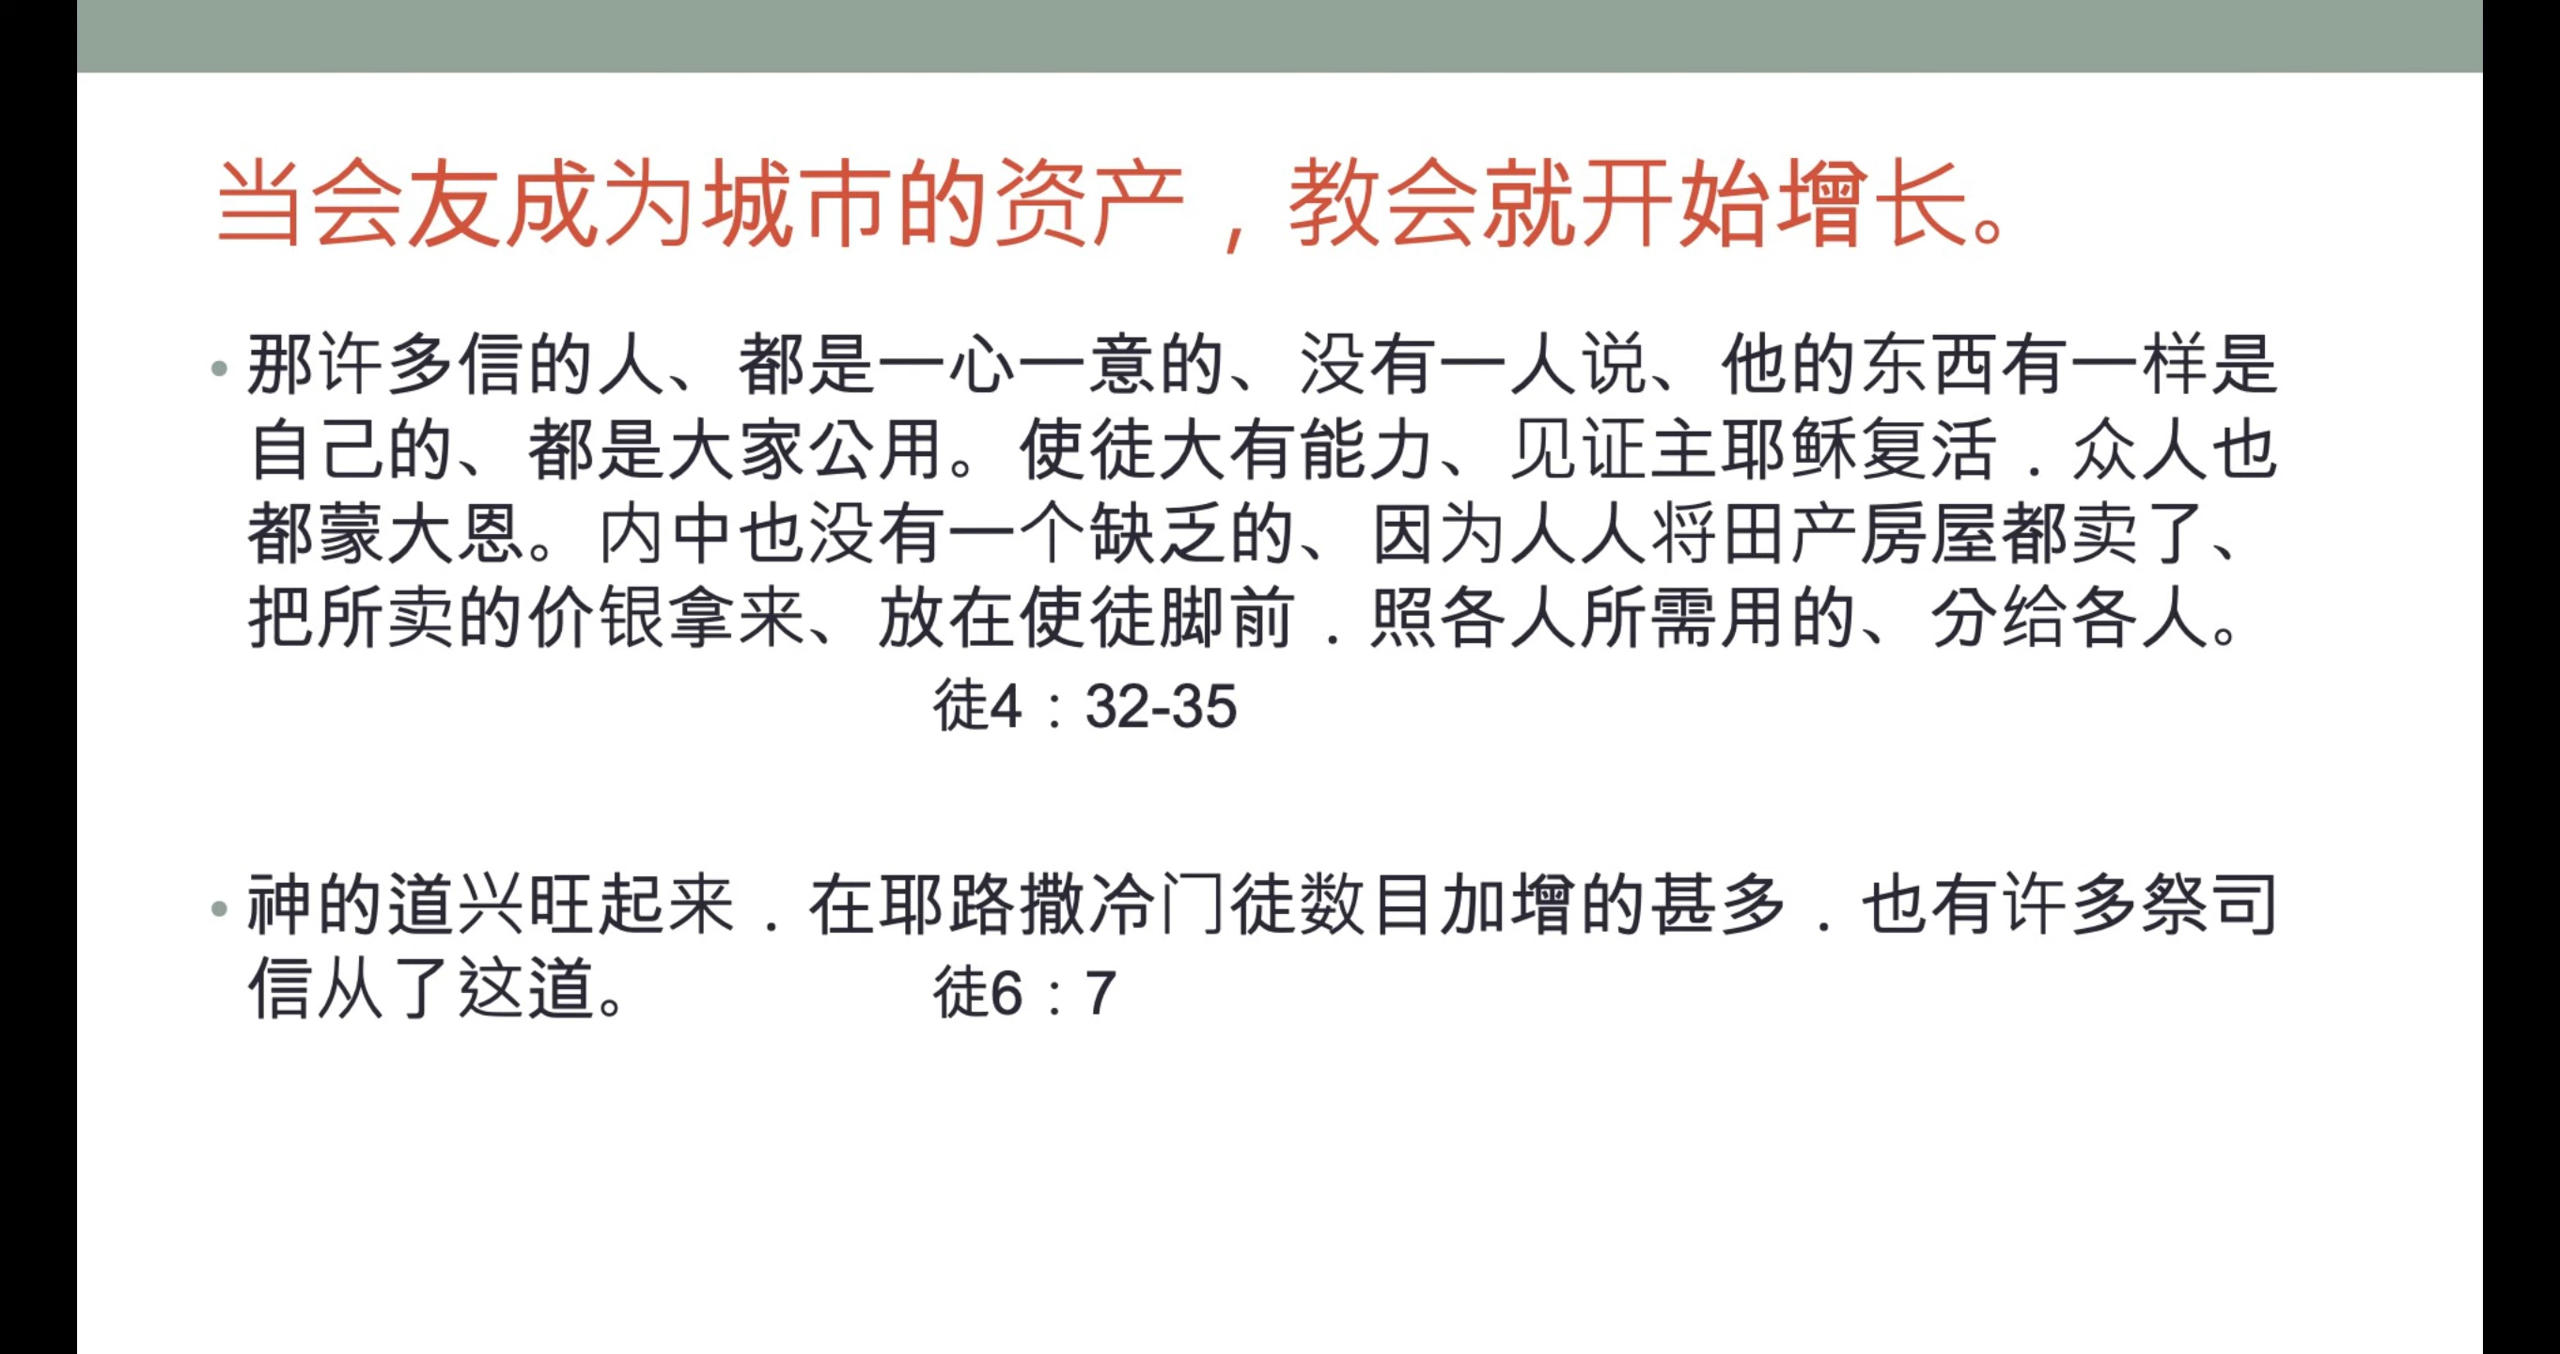 当会友成为城市的资产，教会就开始增长。
• 那许多信的人、都是一心一意的、没有一人说、他的东西有一样是
自己的、都是大家公用。使徒大有能力、见证主耶稣复活．众人也
都蒙大恩。内中也没有一个缺乏的、因为人人将田产房屋都卖了、
把所卖的价银拿来、放在使徒脚前．照各人所需用的、分给各人。
徒4：32-35
• 神的道兴旺起来．在耶路撒冷门徒数目加增的甚多．也有许多祭司
信从了这道。 徒6：7